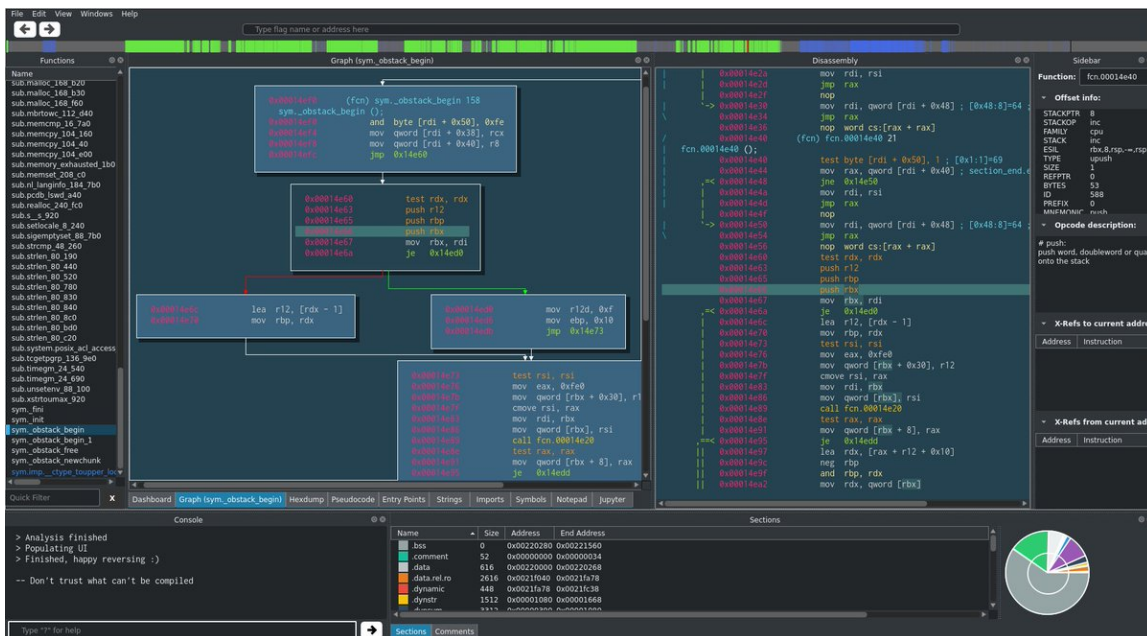 File Edit View Windows Help
Type flag name or address here
Functions
Name
sub.malloc_168_b20
sub.malloc_168_b30
sub.malloc_168_f60
sub.mbrtowc_112_d40
sub.memcmp_16_7a0
sub.memcpy_104_160
sub.memcpy_104_40
sub.memcpy_104_e00
sub.memory_exhausted_1b0
sub.memset_208_c0
sub.nl_langinfo_184_7b0
sub.pcdb_lswd_a40
sub.realloc_240_fc0
sub.s__s_920
sub.setlocale_8_240
sub.sigemptyset_88_7b0
sub.strcmp_48_260
sub.strlen_80_190
sub.strlen_80_440
sub.strlen_80_520
sub.strlen_80_780
sub.strlen_80_830
sub.strlen_80_840
sub.strlen_80_8c0
sub.strlen_80_bd0
sub.strlen_80_c20
sub.system.posix_acl_access
sub.tcgetpgrp_136_9e0
sub.timegm_24_540
sub.timegm_24_690
sub.unsetenv_88_100
sub.xstrtoumax_920
sym._fini
sym._init
sym._obstack_begin
sym._obstack_begin_1
sym._obstack_free
sym._obstack_newchunk
sym.imp.__ctype_toupper_loc
Quick Filter X
Graph (sym._obstack_begin)
(fcn) sym._obstack_begin 158
sym._obstack_begin ();
and byte [rdi + 0x50], 0xfe
mov qword [rdi + 0x38], rcx
mov qword [rdi + 0x40], r8
0x00014efc jmp 0x14e60
0x00014e60 test rdx, rdx
0x00014e63 push r12
0x00014e65 push rbp
push rbx
0x00014e67 mov rbx, rdi
0x00014e6a je 0x14ed0
0x00014e6c lea r12, [rdx - 1]
0x00014e70 mov rbp, rdx
0x00014ed0 mov r12d, 0xf
mov ebp, 0x10
jmp 0x14e73
0x00014e73 test rsi, rsi
0x00014e76 mov eax, 0xfe0
0x00014e7b mov qword [rbx + 0x30], r1
0x00014e7f cmove rsi, rax
0x00014e83 mov rdi, rbx
0x00014e86 mov qword [rbx], rsi
0x00014e89 call fcn.00014e20
0x00014e8e test rax, rax
0x00014e91 mov qword [rbx + 8], rax
0x00014e95 je 0x14edd
Dashboard Graph (sym._obstack_begin) Hexdump Pseudocode Entry Points Strings Imports Symbols Notepad Jupyter
Disassembly
0x00014e2a mov rdi, rsi
0x00014e2d jmp rax
0x00014e2f nop
`-> 0x00014e30 mov rdi, qword [rdi + 0x48] ; [0x48:8]=64 ;
0x00014e34 jmp rax
0x00014e36 nop word cs:[rax + rax]
0x00014e40 (fcn) fcn.00014e40 21
fcn.00014e40 ();
0x00014e40 test byte [rdi + 0x50], 1 ; [0x1:1]=69
0x00014e44 mov rax, qword [rdi + 0x40] ; section_end.e
,=< 0x00014e48 jne 0x14e50
0x00014e4a mov rdi, rsi
0x00014e4d jmp rax
0x00014e4f nop
`-> 0x00014e50 mov rdi, qword [rdi + 0x48] ; [0x48:8]=64 ;
0x00014e54 jmp rax
0x00014e56 nop word cs:[rax + rax]
0x00014e60 test rdx, rdx
0x00014e63 push r12
0x00014e65 push rbp
push rbx
0x00014e67 mov rbx, rdi
,=< 0x00014e6a je 0x14ed0
0x00014e6c lea r12, [rdx - 1]
0x00014e70 mov rbp, rdx
0x00014e73 test rsi, rsi
0x00014e76 mov eax, 0xfe0
0x00014e7b mov qword [rbx + 0x30], r12
0x00014e7f cmove rsi, rax
0x00014e83 mov rdi, rbx
0x00014e86 mov qword [rbx], rsi
0x00014e89 call fcn.00014e20
0x00014e8e test rax, rax
0x00014e91 mov qword [rbx + 8], rax
,==< 0x00014e95 je 0x14edd
0x00014e97 lea rdx, [rax + r12 + 0x10]
0x00014e9c neg rbp
0x00014e9f and rbp, rdx
0x00014ea2 mov rdx, qword [rbx]
Sidebar
Function: fcn.00014e40
Offset info:
STACKPTR 8
STACKOP inc
FAMILY cpu
STACK inc
ESIL rbx,8,rsp,-=,rsp
TYPE upush
SIZE 1
REFPTR 0
BYTES 53
ID 588
PREFIX 0
MNEMONIC push
Opcode description:
# push:
push word, doubleword or qua
onto the stack
X-Refs to current addre
Address Instruction
X-Refs from current ad
Address Instruction
Console
> Analysis finished
> Populating UI
> Finished, happy reversing :)
-- Don't trust what can't be compiled
Type "?" for help
Sections
Name Size Address End Address
.bss 0 0x00220280 0x00221560
.comment 52 0x00000000 0x00000034
.data 616 0x00220000 0x00220268
.data.rel.ro 2616 0x0021f040 0x0021fa78
.dynamic 448 0x0021fa78 0x0021fc38
.dynstr 1512 0x00001080 0x00001668
Sections Comments